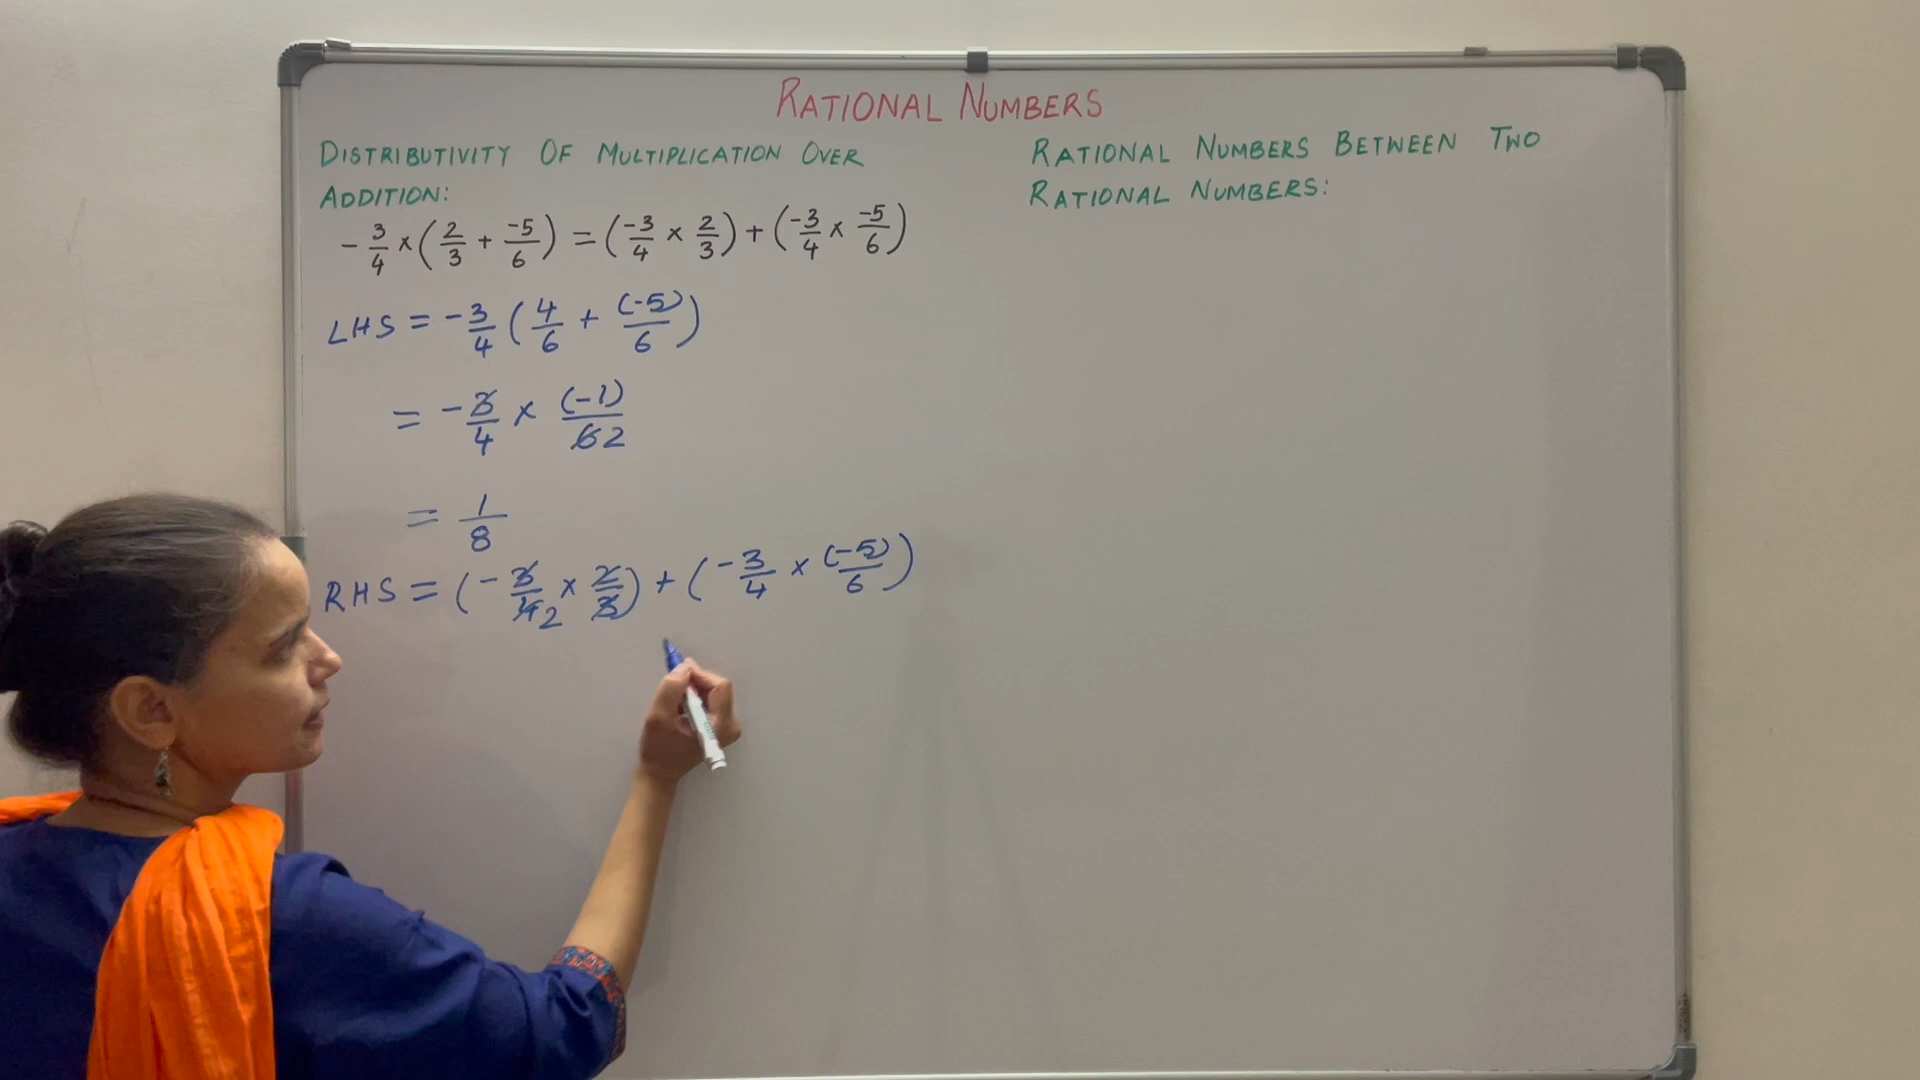 RATIONAL NUMBERS
DISTRIBUTIVITY OF MULTIPLICATION OVER
ADDITION:
-3/4 × (2/3 + -5/6) = (-3/4 × 2/3) + (-3/4 × -5/6)
LHS = -3/4 (4/6 + (-5)/6)
= -3/4 × (-1)/6 2
= 1/8
RHS = (-3/4 2 × 2/3) + (-3/4 × (-5)/6)
RATIONAL NUMBERS BETWEEN TWO
RATIONAL NUMBERS: